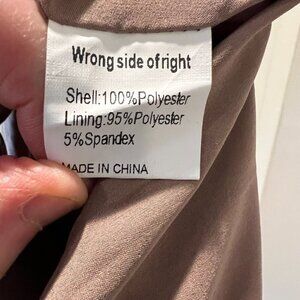 Wrong side of right
Shell:100%Polyester
Lining:95%Polyester
5%Spandex
MADE IN CHINA